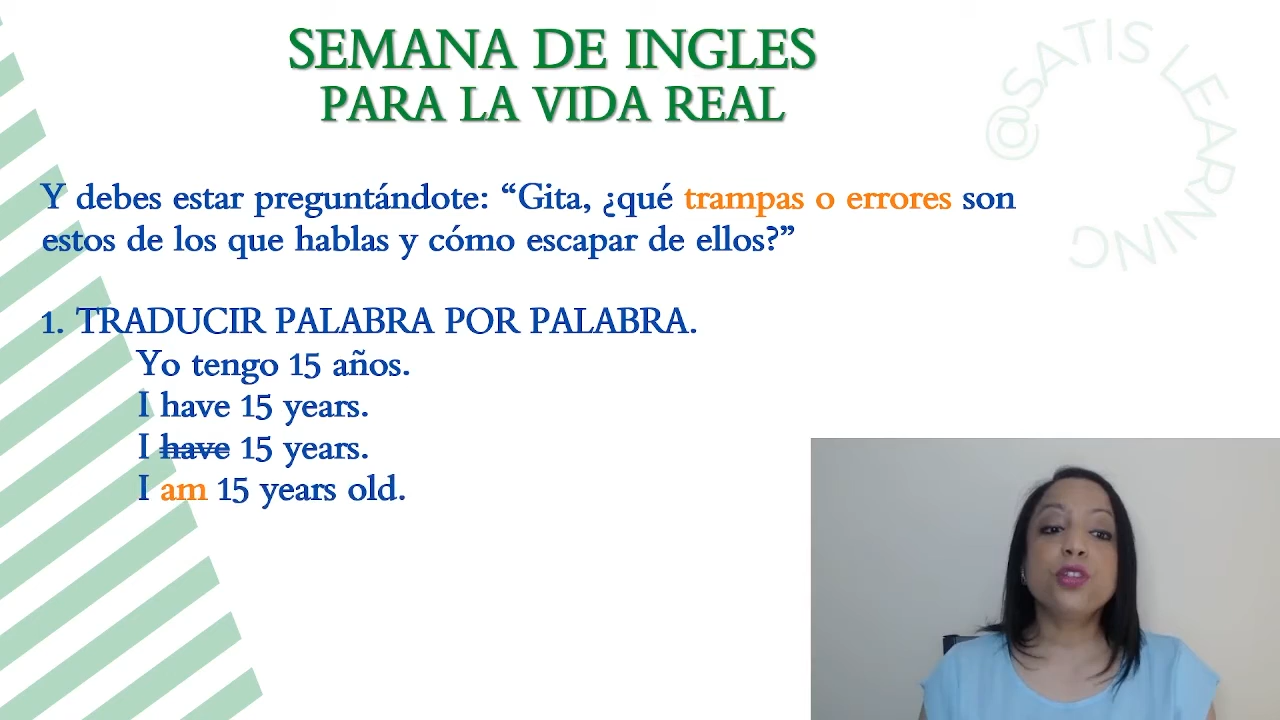 SEMANA DE INGLES
PARA LA VIDA REAL
@SATIS LEARNING
Y debes estar preguntándote: “Gita, ¿qué trampas o errores son
estos de los que hablas y cómo escapar de ellos?”
1. TRADUCIR PALABRA POR PALABRA.
Yo tengo 15 años.
I have 15 years.
I have 15 years.
I am 15 years old.